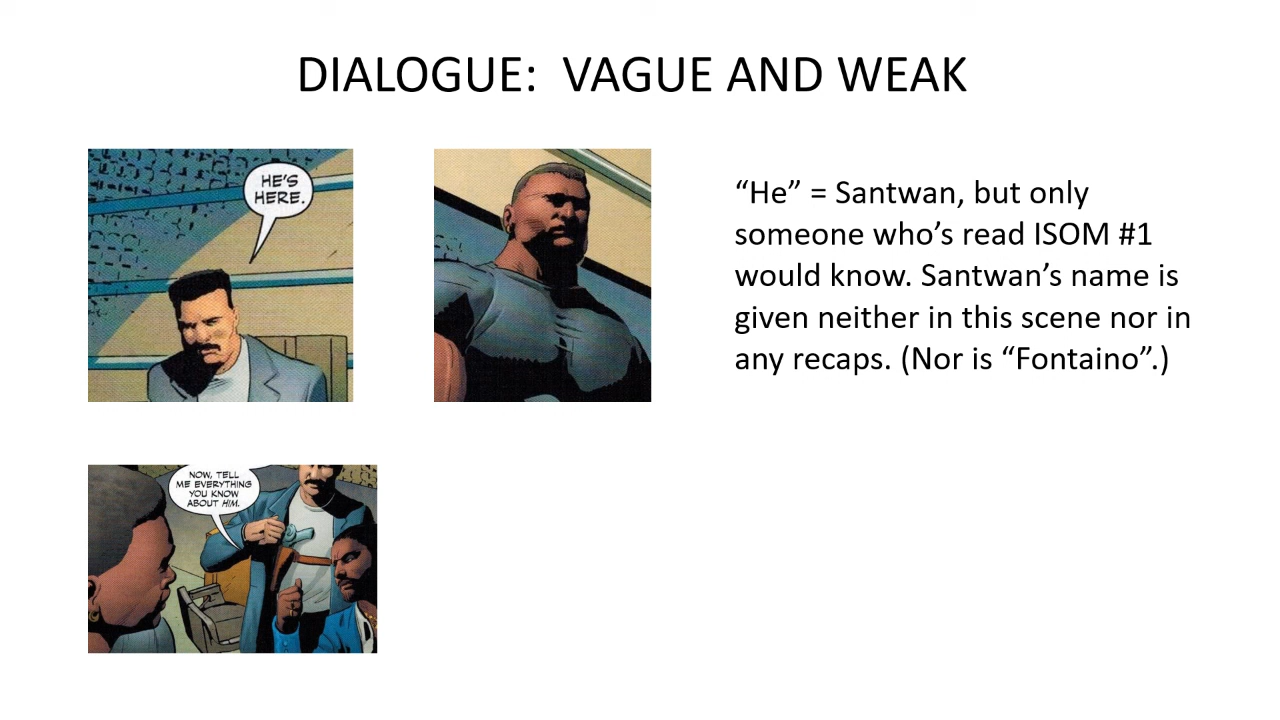 DIALOGUE:  VAGUE AND WEAK
HE'S
HERE.
“He” = Santwan, but only
someone who’s read ISOM #1
would know. Santwan’s name is
given neither in this scene nor in
any recaps. (Nor is “Fontaino”.)
NOW, TELL
ME EVERYTHING
YOU KNOW
ABOUT HIM.